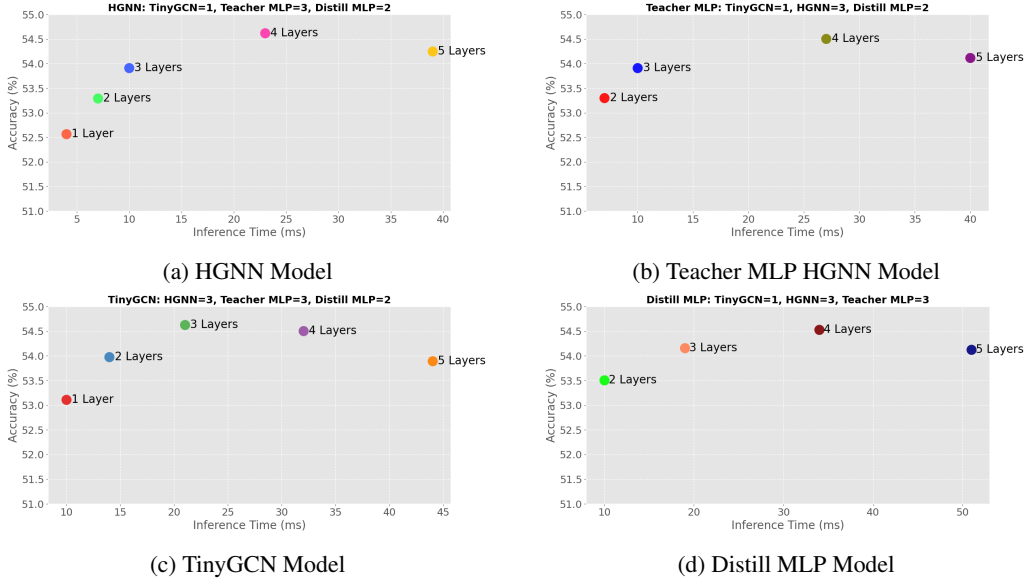 HGNN: TinyGCN=1, Teacher MLP=3, Distill MLP=2
55.0
54.5
54.0
53.5
53.0
52.5
52.0
51.5
51.0
Accuracy (%)
4 Layers
5 Layers
3 Layers
2 Layers
1 Layer
5 10 15 20 25 30 35 40
Inference Time (ms)
(a) HGNN Model
Teacher MLP: TinyGCN=1, HGNN=3, Distill MLP=2
55.0
54.5
54.0
53.5
53.0
52.5
52.0
51.5
51.0
Accuracy (%)
4 Layers
5 Layers
3 Layers
2 Layers
10 15 20 25 30 35 40
Inference Time (ms)
(b) Teacher MLP HGNN Model
TinyGCN: HGNN=3, Teacher MLP=3, Distill MLP=2
55.0
54.5
54.0
53.5
53.0
52.5
52.0
51.5
51.0
Accuracy (%)
3 Layers
4 Layers
2 Layers
5 Layers
1 Layer
10 15 20 25 30 35 40 45
Inference Time (ms)
(c) TinyGCN Model
Distill MLP: TinyGCN=1, HGNN=3, Teacher MLP=3
55.0
54.5
54.0
53.5
53.0
52.5
52.0
51.5
51.0
Accuracy (%)
4 Layers
3 Layers
5 Layers
2 Layers
10 20 30 40 50
Inference Time (ms)
(d) Distill MLP Model